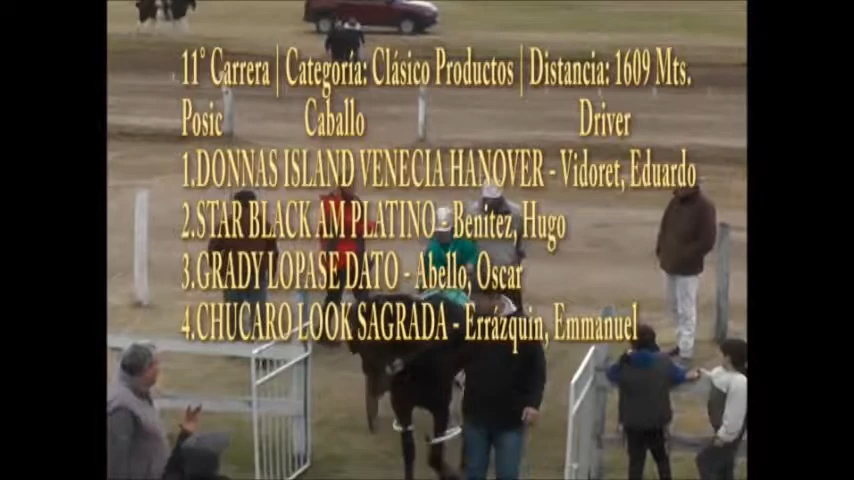 11° Carrera | Categoría: Clásico Productos | Distancia: 1609 Mts.
Posic Caballo Driver
1.DONNAS ISLAND VENECIA HANOVER - Vidoret, Eduardo
2.STAR BLACK AM PLATINO - Benitez, Hugo
3.GRADY LOPASE DATO - Abello, Oscar
4.CHUCARO LOOK SAGRADA - Errázquin, Emmanuel